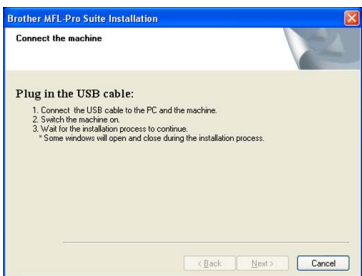 Brother MFL-Pro Suite Installation
Connect the machine
Plug in the USB cable:
1. Connect the USB cable to the PC and the machine.
2. Switch the machine on.
3. Wait for the installation process to continue.
* Some windows will open and close during the installation process.
< Back Next > Cancel